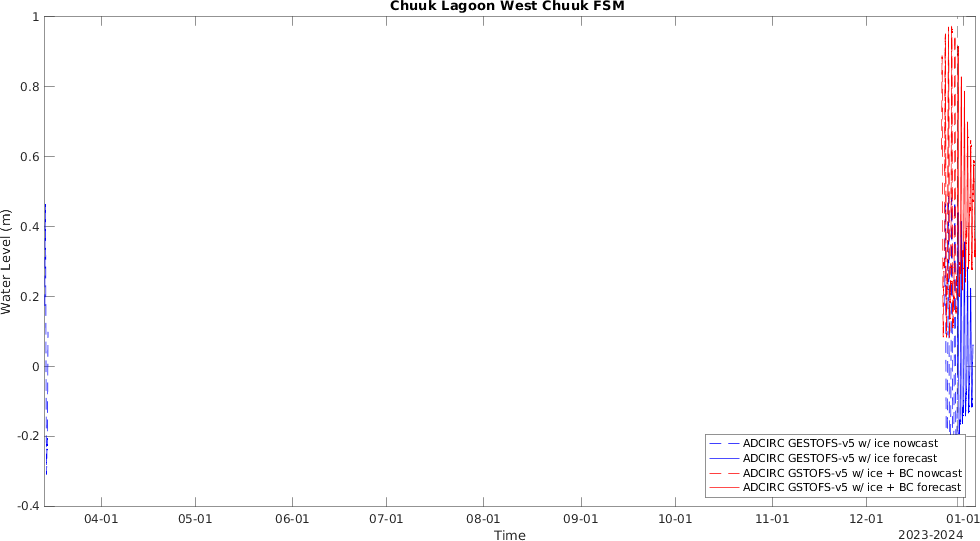 Chuuk Lagoon West Chuuk FSM
Water Level (m)
1
0.8
0.6
0.4
0.2
0
-0.2
-0.4
ADCIRC GESTOFS-v5 w/ ice nowcast
ADCIRC GESTOFS-v5 w/ ice forecast
ADCIRC GSTOFS-v5 w/ ice + BC nowcast
ADCIRC GSTOFS-v5 w/ ice + BC forecast
04-01 05-01 06-01 07-01 08-01 09-01 10-01 11-01 12-01 01-01
Time
2023-2024